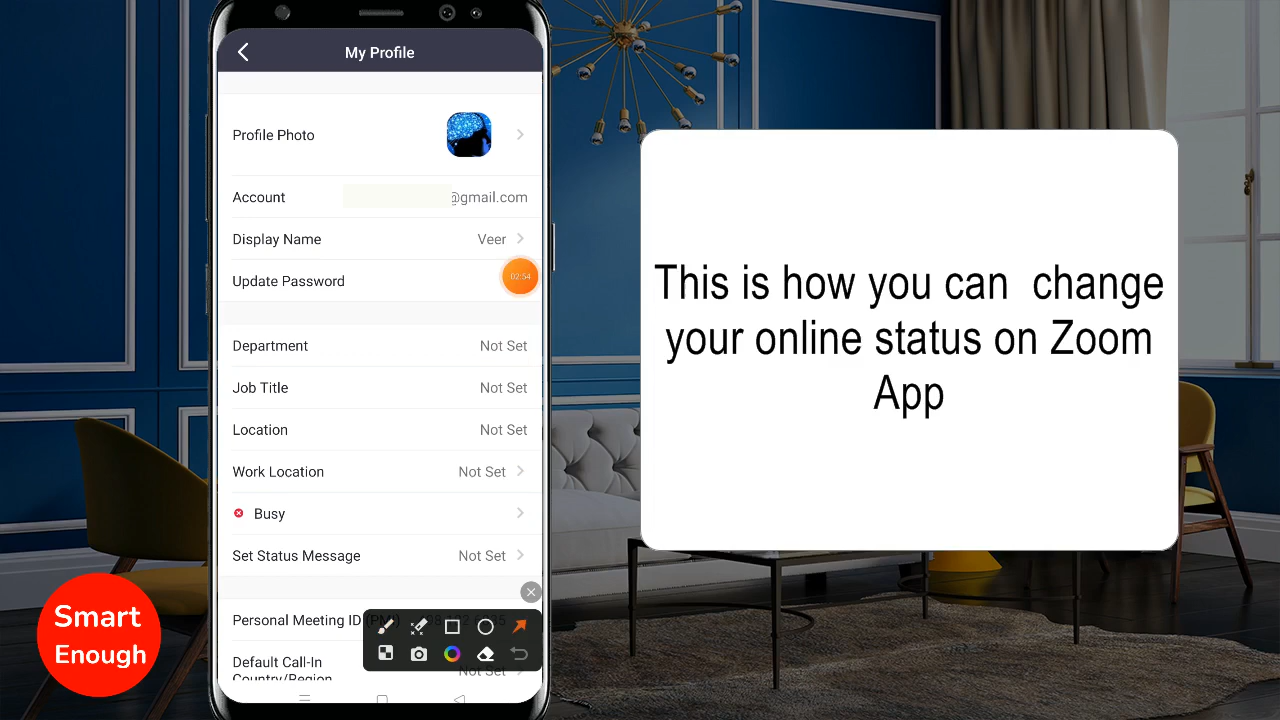 My Profile
Profile Photo
Account @gmail.com
Display Name Veer
Update Password
02:54
Department Not Set
Job Title Not Set
Location Not Set
Work Location Not Set
Busy
Set Status Message Not Set
Personal Meeting ID (PMI)
Default Call-In Not Set
Country/Region
This is how you can change
your online status on Zoom
App
Smart
Enough